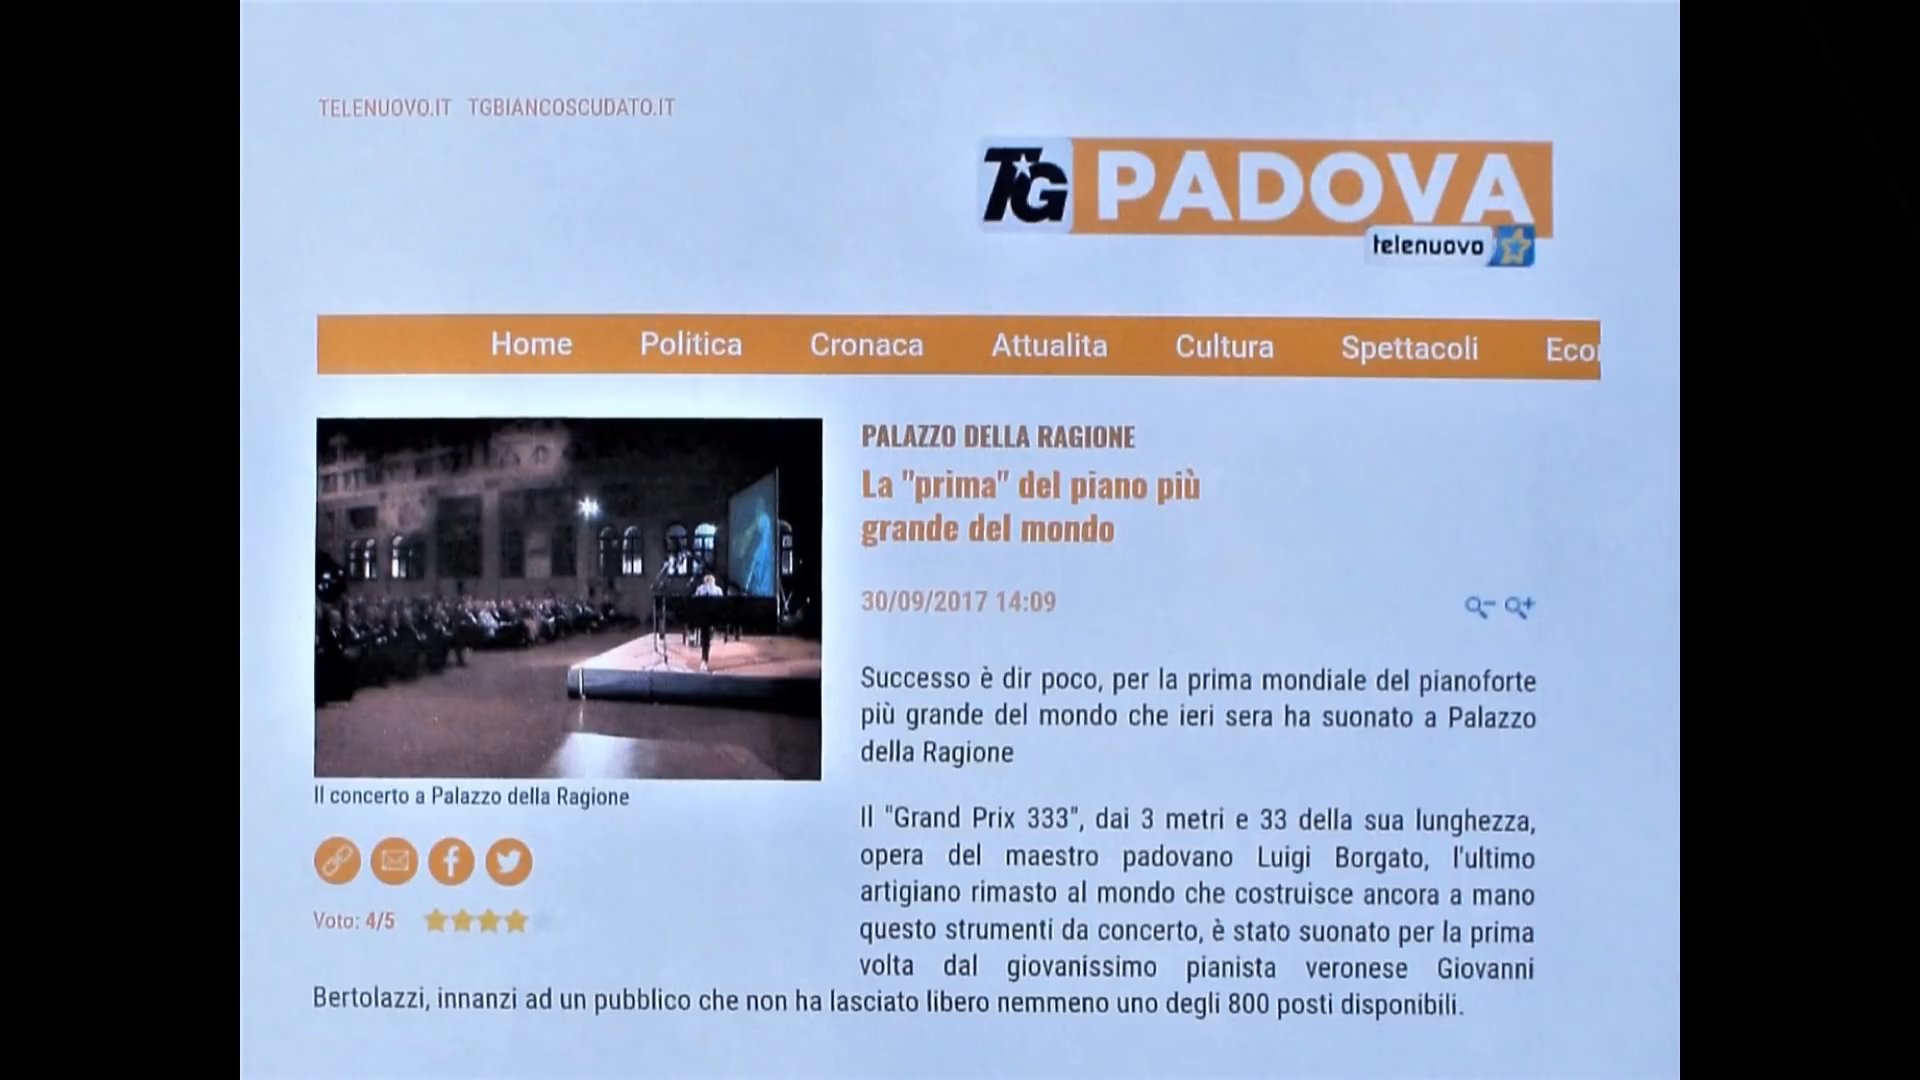 TELENUOVO.IT TGBIANCOSCUDATO.IT
TG PADOVA
telenuovo
Home Politica Cronaca Attualita Cultura Spettacoli Eco
PALAZZO DELLA RAGIONE
La "prima" del piano più
grande del mondo
30/09/2017 14:09
Successo è dir poco, per la prima mondiale del pianoforte
più grande del mondo che ieri sera ha suonato a Palazzo
della Ragione
Il concerto a Palazzo della Ragione
Voto: 4/5
Il "Grand Prix 333", dai 3 metri e 33 della sua lunghezza,
opera del maestro padovano Luigi Borgato, l'ultimo
artigiano rimasto al mondo che costruisce ancora a mano
questo strumenti da concerto, è stato suonato per la prima
volta dal giovanissimo pianista veronese Giovanni
Bertolazzi, innanzi ad un pubblico che non ha lasciato libero nemmeno uno degli 800 posti disponibili.